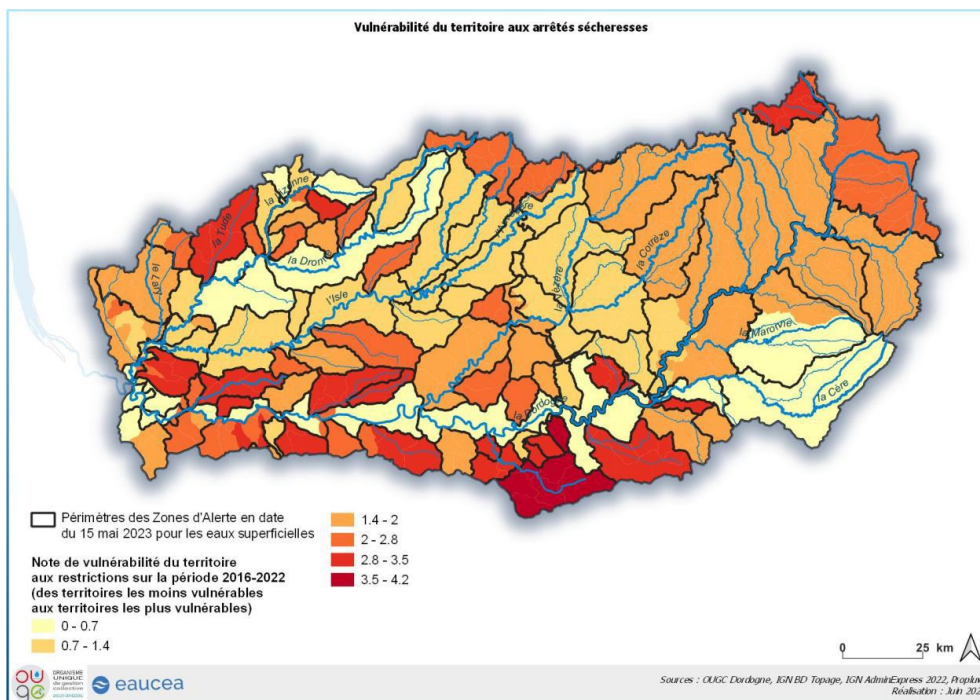 Vulnérabilité du territoire aux arrêtés sécheresses
la Lizonne
la Tude
le Lary
la Dronne
l'Isle
la Vézère
la Corrèze
la Maronne
la Cère
la Dordogne
Périmètres des Zones d'Alerte en date
du 15 mai 2023 pour les eaux superficielles
Note de vulnérabilité du territoire
aux restrictions sur la période 2016-2022
(des territoires les moins vulnérables
aux territoires les plus vulnérables)
0 - 0.7
0.7 - 1.4
1.4 - 2
2 - 2.8
2.8 - 3.5
3.5 - 4.2
0 25 km
ORGANISME
UNIQUE
de gestion
collective
eaucea
Sources : OUGC Dordogne, IGN BD Topage, IGN AdminExpress 2022, Propluv
Réalisation : Juin 20